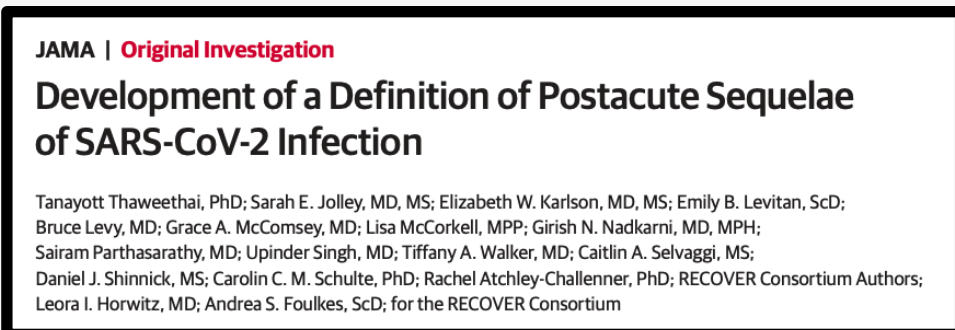 JAMA | Original Investigation
Development of a Definition of Postacute Sequelae
of SARS-CoV-2 Infection
Tanayott Thaweethai, PhD; Sarah E. Jolley, MD, MS; Elizabeth W. Karlson, MD, MS; Emily B. Levitan, ScD;
Bruce Levy, MD; Grace A. McComsey, MD; Lisa McCorkell, MPP; Girish N. Nadkarni, MD, MPH;
Sairam Parthasarathy, MD; Upinder Singh, MD; Tiffany A. Walker, MD; Caitlin A. Selvaggi, MS;
Daniel J. Shinnick, MS; Carolin C. M. Schulte, PhD; Rachel Atchley-Challenner, PhD; RECOVER Consortium Authors;
Leora I. Horwitz, MD; Andrea S. Foulkes, ScD; for the RECOVER Consortium